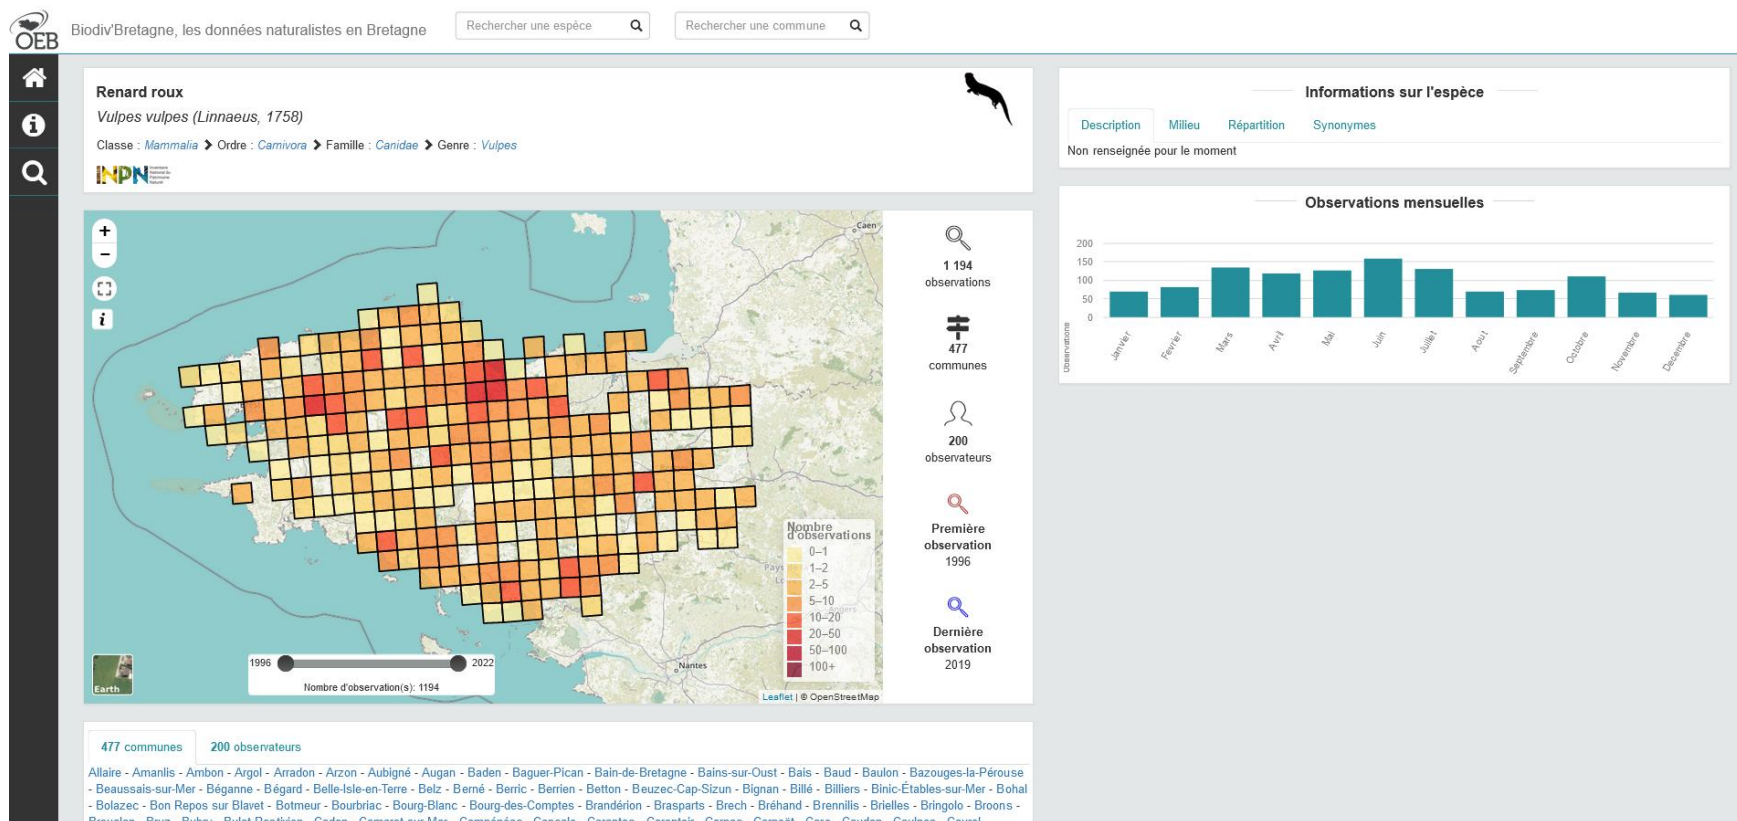 OEB
Biodiv'Bretagne, les données naturalistes en Bretagne
Rechercher une espèce
Rechercher une commune
Renard roux
Vulpes vulpes (Linnaeus, 1758)
Classe : Mammalia > Ordre : Carnivora > Famille : Canidae > Genre : Vulpes
INPN
Informations sur l'espèce
Description Milieu Répartition Synonymes
Non renseignée pour le moment
Observations mensuelles
200
150
100
50
0
Observations
Janvier
Fevrier
Mars
Avril
Mai
Juin
Juillet
Aout
Septembre
Octobre
Novembre
Decembre
+
−
i
Caen
Nantes
Angers
1 194
observations
477
communes
200
observateurs
Première
observation
1996
Dernière
observation
2019
Nombre
d'observations
0–1
1–2
2–5
5–10
10–20
20–50
50–100
100+
Earth
1996
2022
Nombre d'observation(s): 1194
Leaflet | © OpenStreetMap
477 communes 200 observateurs
Allaire - Amanlis - Ambon - Argol - Arradon - Arzon - Aubigné - Augan - Baden - Baguer-Pican - Bain-de-Bretagne - Bains-sur-Oust - Bais - Baud - Baulon - Bazouges-la-Pérouse
- Beaussais-sur-Mer - Béganne - Bégard - Belle-Isle-en-Terre - Belz - Berné - Berric - Berrien - Betton - Beuzec-Cap-Sizun - Bignan - Billé - Billiers - Binic-Étables-sur-Mer - Bohal
- Bolazec - Bon Repos sur Blavet - Botmeur - Bourbriac - Bourg-Blanc - Bourg-des-Comptes - Brandérion - Brasparts - Brech - Bréhand - Brennilis - Brielles - Bringolo - Broons -